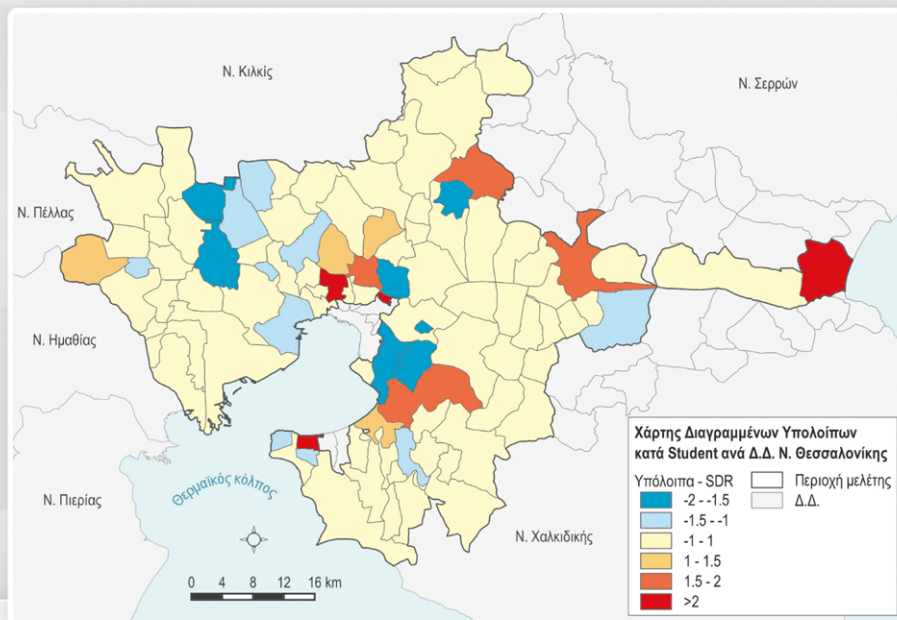 Ν. Κιλκίς
Ν. Σερρών
Ν. Πέλλας
Ν. Ημαθίας
Ν. Πιερίας
Θερμαϊκός κόλπος
Ν. Χαλκιδικής
0 4 8 12 16 km
Χάρτης Διαγραμμένων Υπολοίπων
κατά Student ανά Δ.Δ. Ν. Θεσσαλονίκης
Υπόλοιπα - SDR
-2 - -1.5
-1.5 - -1
-1 - 1
1 - 1.5
1.5 - 2
>2
Περιοχή μελέτης
Δ.Δ.